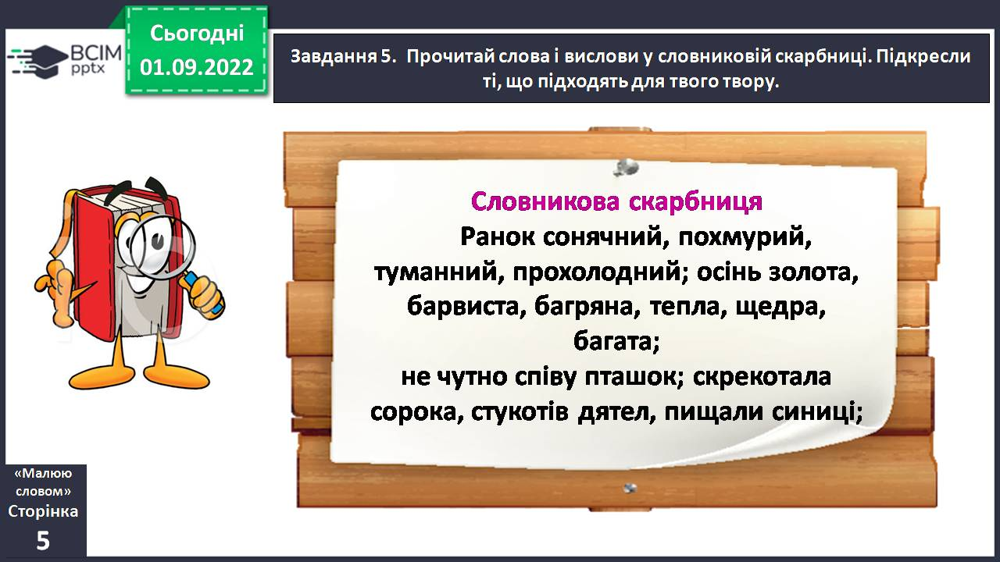 Сьогодні
01.09.2022
ВСІМ
pptx
Завдання 5. Прочитай слова і вислови у словниковій скарбниці. Підкресли
ті, що підходять для твого твору.
Словникова скарбниця
Ранок сонячний, похмурий,
туманний, прохолодний; осінь золота,
барвиста, багряна, тепла, щедра,
багата;
не чутно співу пташок; скрекотала
сорока, стукотів дятел, пищали синиці;
«Малюю
словом»
Сторінка
5